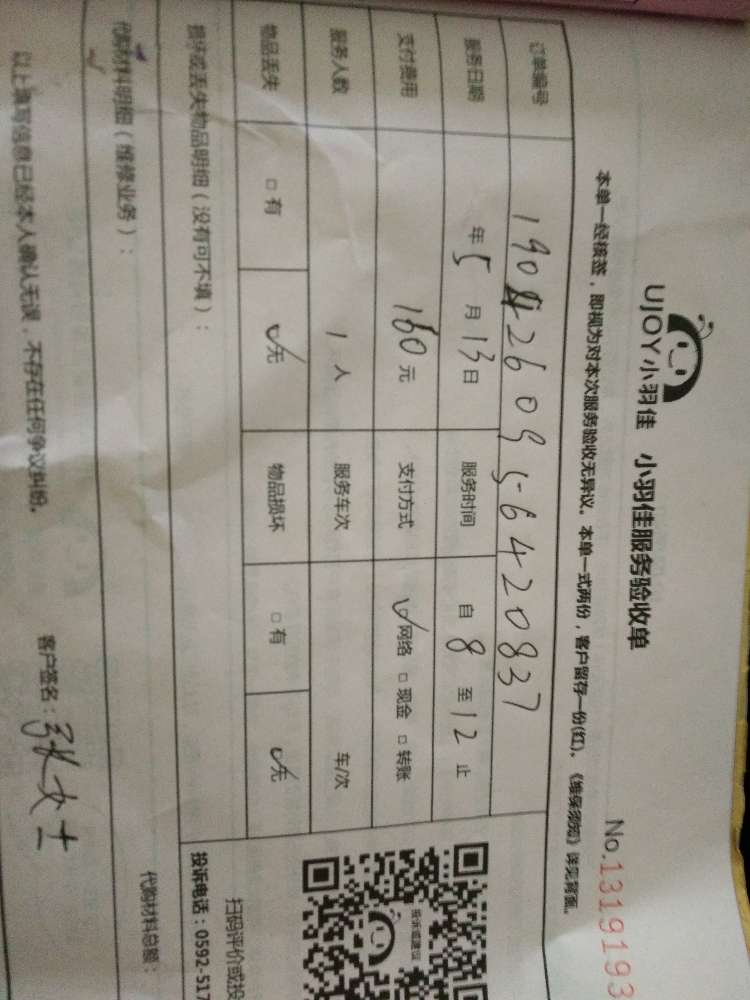 UJOY小羽佳 小羽佳服务验收单
No.1319193
本单一经核签，即视为对本次服务验收无异议。本单一式两份，客户留存一份(红)。《维保须知》详见背面。
订单编号 1904260956420837
服务日期 年 5 月 13 日 服务时间 自 8 至 12 止
支付费用 160 元 支付方式 ✓网络 □ 现金 □ 转账
服务人数 1 人 服务车次 车/次
物品丢失 □ 有 ✓无 物品损坏 □ 有 ✓无
损坏或丢失物品明细（没有可不填）：
投诉或建议
扫码评价或投
投诉电话：0592-517
代购材料明细（维修业务）： 代购材料总额：
以上填写信息已经本人确认无误，不存在任何争议纠纷。 客户签名：张女士